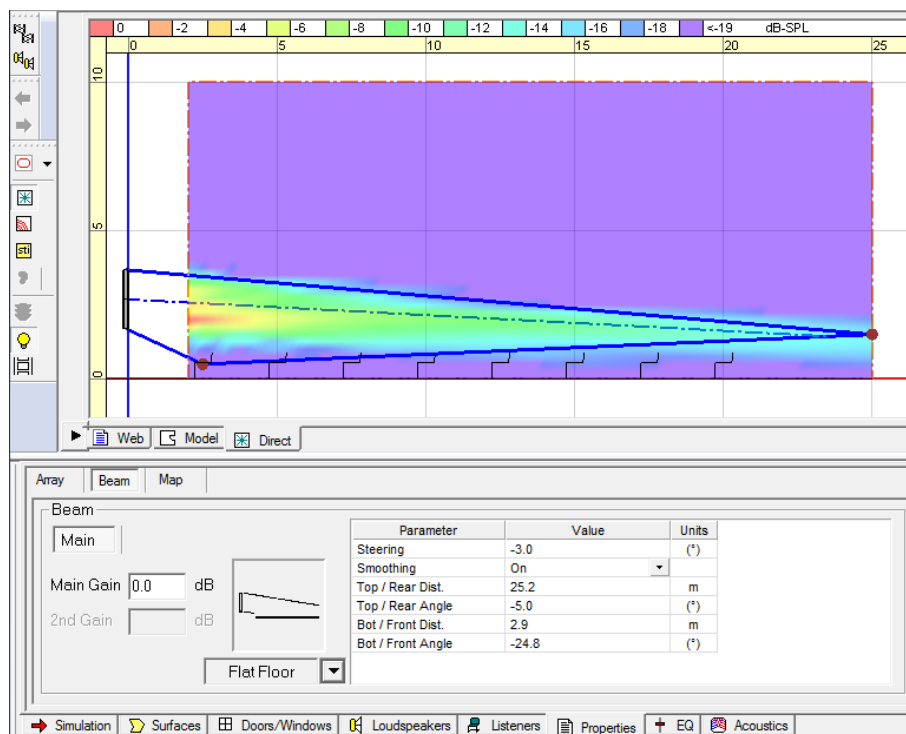 0 -2 -4 -6 -8 -10 -12 -14 -16 -18 <-19 dB-SPL
0 5 10 15 20 25
10
5
0
sti
Web Model Direct
Array Beam Map
Beam
Main
Main Gain 0.0 dB
2nd Gain dB
Flat Floor
Parameter Value Units
Steering -3.0 (°)
Smoothing On
Top / Rear Dist. 25.2 m
Top / Rear Angle -5.0 (°)
Bot / Front Dist. 2.9 m
Bot / Front Angle -24.8 (°)
Simulation Surfaces Doors/Windows Loudspeakers Listeners Properties EQ Acoustics